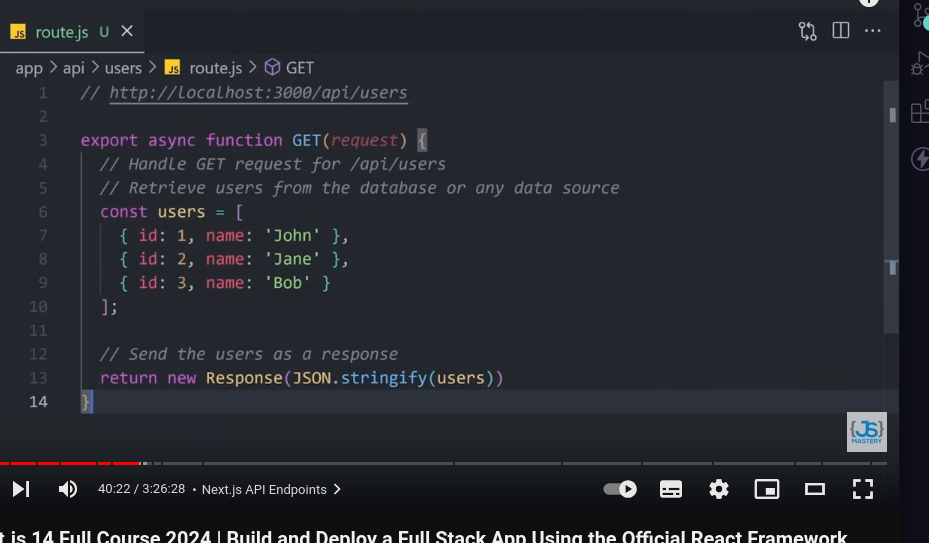 JS route.js U
app > api > users > JS route.js > GET
1 // http://localhost:3000/api/users
2
3 export async function GET(request) {
4 // Handle GET request for /api/users
5 // Retrieve users from the database or any data source
6 const users = [
7 { id: 1, name: 'John' },
8 { id: 2, name: 'Jane' },
9 { id: 3, name: 'Bob' }
10 ];
11
12 // Send the users as a response
13 return new Response(JSON.stringify(users))
14 }
{JS}
MASTERY
40:22 / 3:26:28 • Next.js API Endpoints >
14 Full Course 2024 | Build and Deploy a Full Stack App Using the Official React Framework